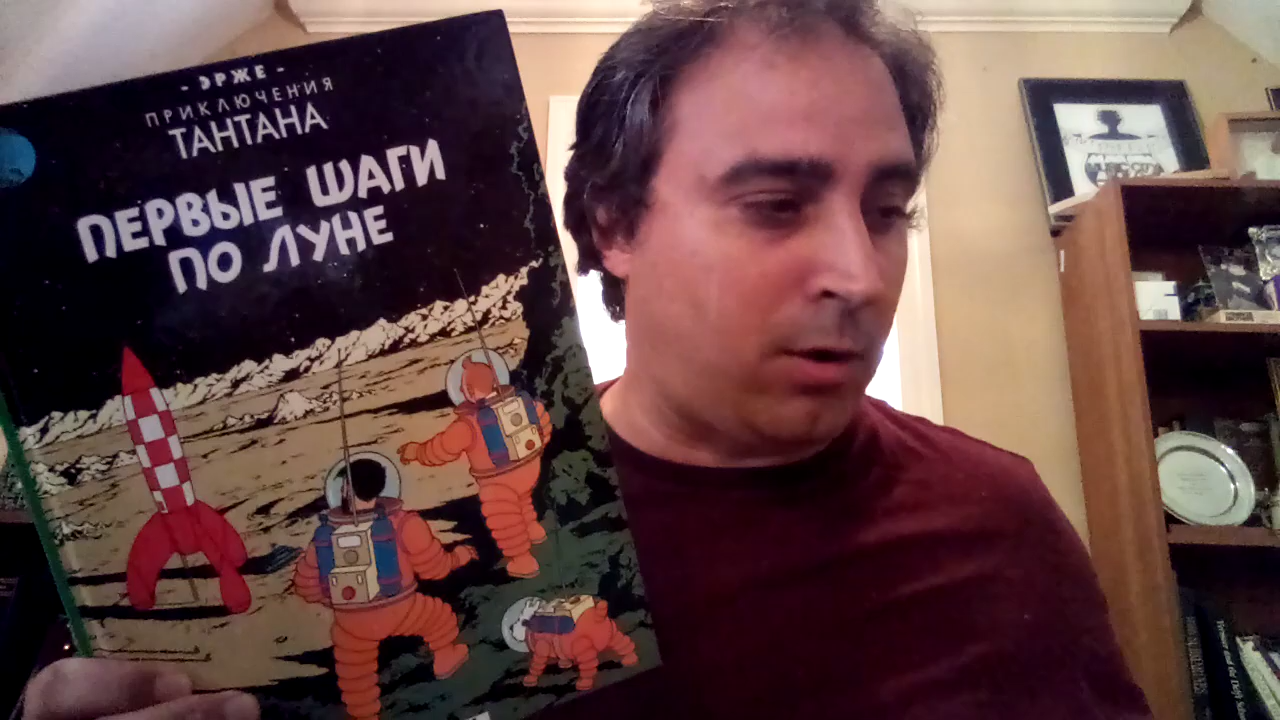 - ЭРЖЕ -
ПРИКЛЮЧЕНИЯ
ТАНТАНА
ПЕРВЫЕ ШАГИ
ПО ЛУНЕ